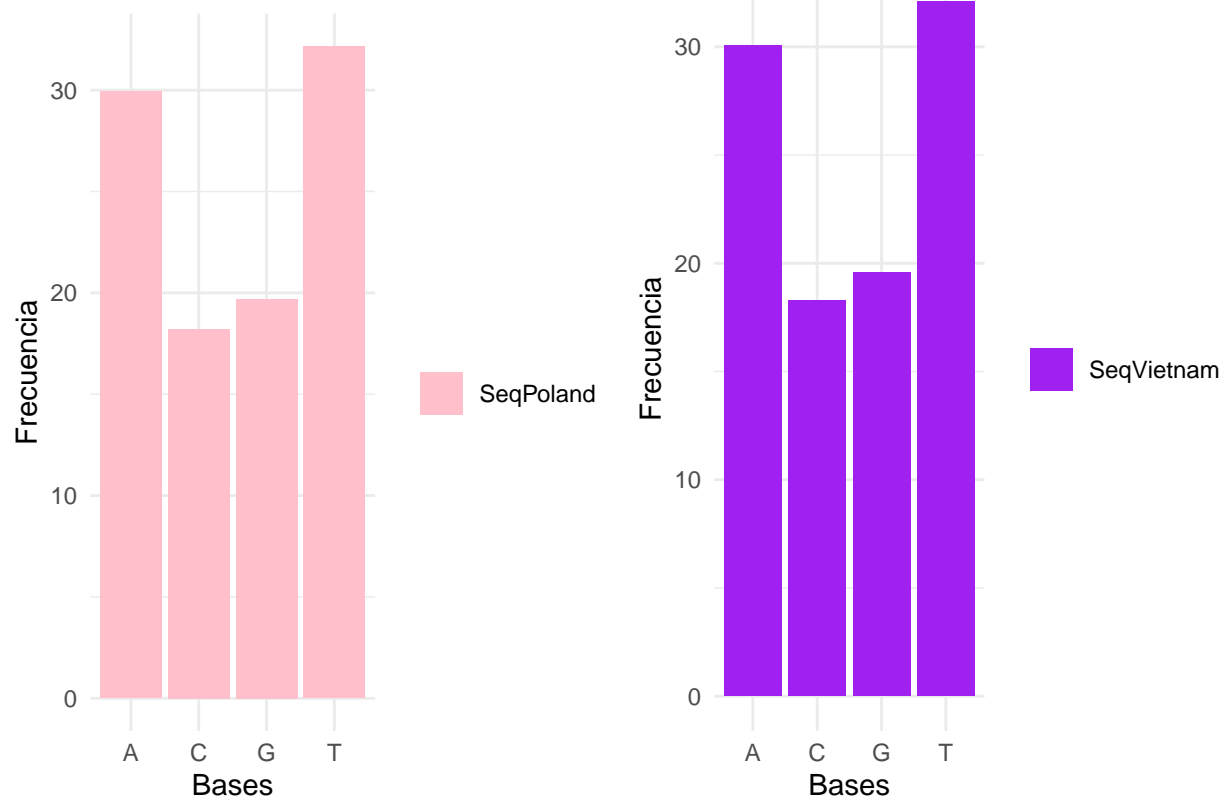 30
20
10
0
Frecuencia
A C G T
Bases
SeqPoland
30
20
10
0
Frecuencia
A C G T
Bases
SeqVietnam